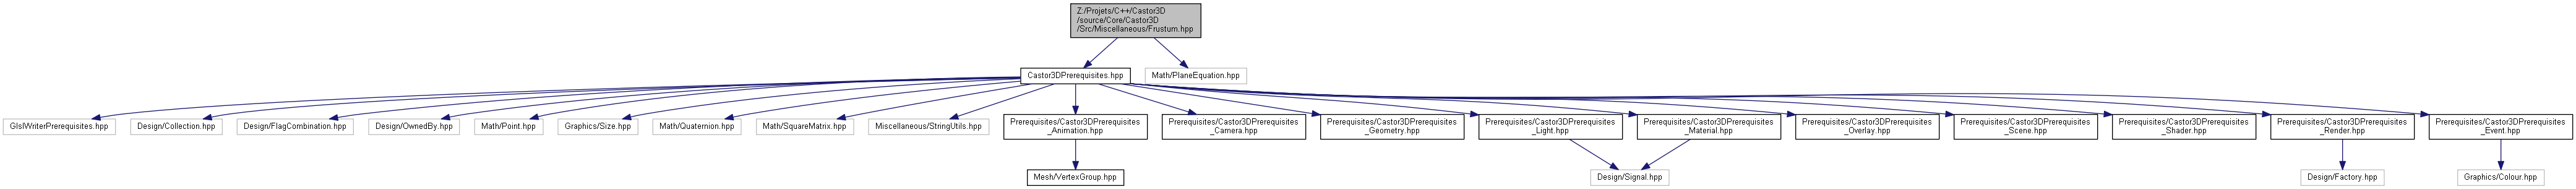 Z:/Projets/C++/Castor3D
/source/Core/Castor3D
/Src/Miscellaneous/Frustum.hpp
Castor3DPrerequisites.hpp
Math/PlaneEquation.hpp
GlslWriterPrerequisites.hpp
Design/Collection.hpp
Design/FlagCombination.hpp
Design/OwnedBy.hpp
Math/Point.hpp
Graphics/Size.hpp
Math/Quaternion.hpp
Math/SquareMatrix.hpp
Miscellaneous/StringUtils.hpp
Prerequisites/Castor3DPrerequisites
_Animation.hpp
Prerequisites/Castor3DPrerequisites
_Camera.hpp
Prerequisites/Castor3DPrerequisites
_Geometry.hpp
Prerequisites/Castor3DPrerequisites
_Light.hpp
Prerequisites/Castor3DPrerequisites
_Material.hpp
Prerequisites/Castor3DPrerequisites
_Overlay.hpp
Prerequisites/Castor3DPrerequisites
_Scene.hpp
Prerequisites/Castor3DPrerequisites
_Shader.hpp
Prerequisites/Castor3DPrerequisites
_Render.hpp
Prerequisites/Castor3DPrerequisites
_Event.hpp
Mesh/VertexGroup.hpp
Design/Signal.hpp
Design/Factory.hpp
Graphics/Colour.hpp